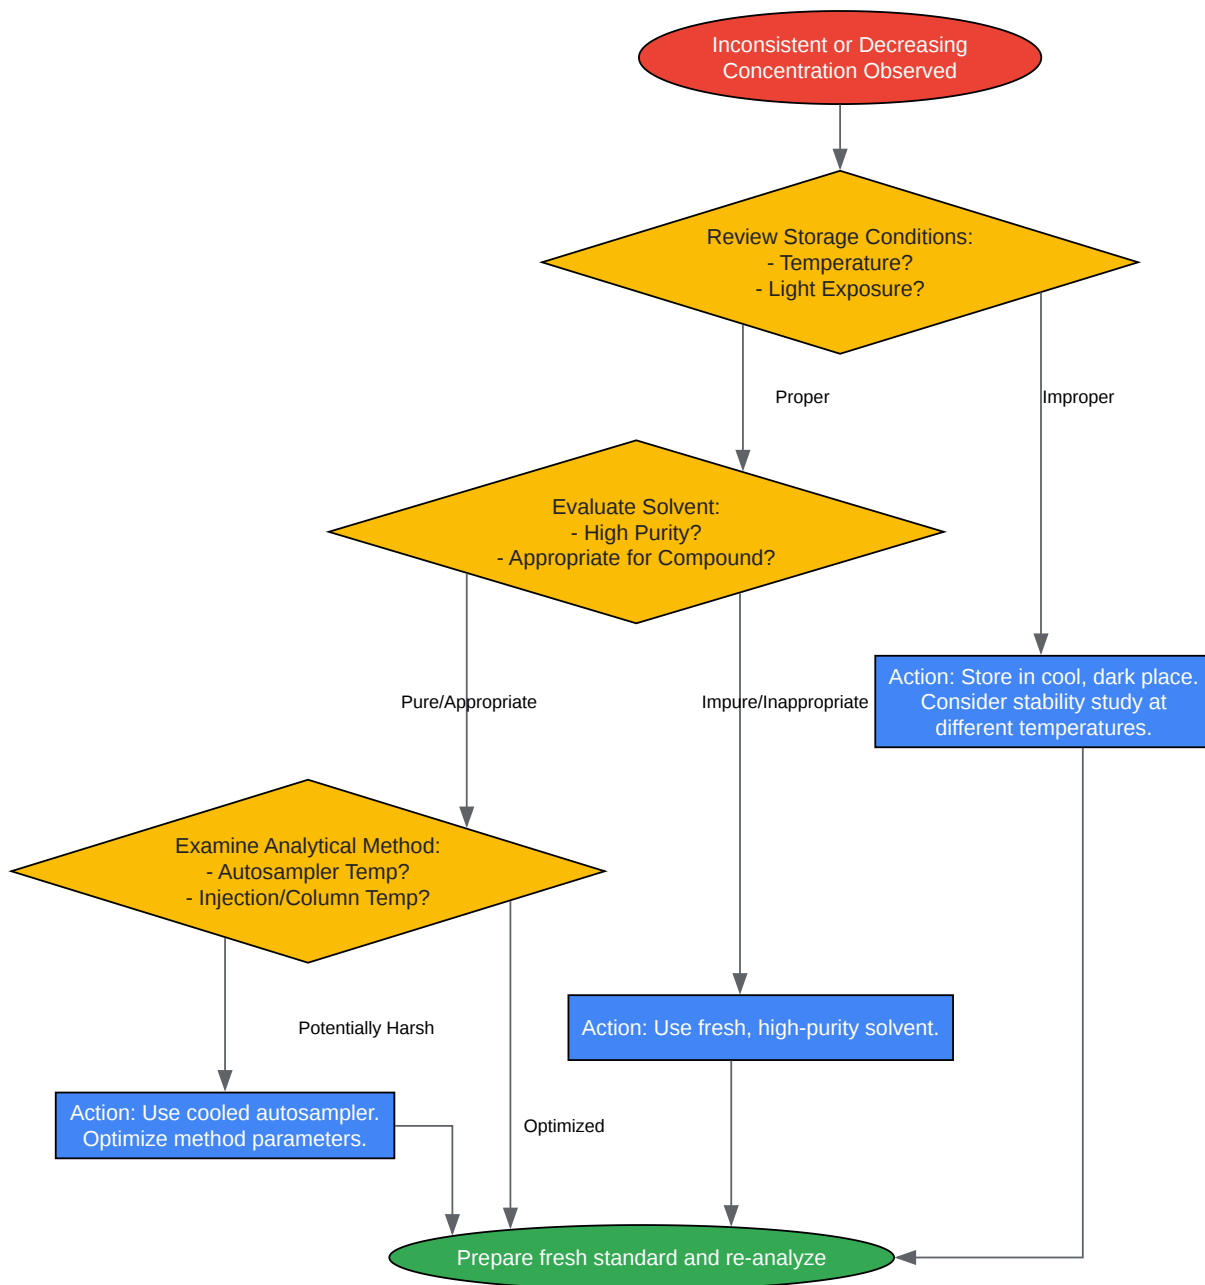 Inconsistent or Decreasing
Concentration Observed
Review Storage Conditions:
- Temperature?
- Light Exposure?
Proper
Improper
Evaluate Solvent:
- High Purity?
- Appropriate for Compound?
Pure/Appropriate
Impure/Inappropriate
Action: Store in cool, dark place.
Consider stability study at
different temperatures.
Examine Analytical Method:
- Autosampler Temp?
- Injection/Column Temp?
Potentially Harsh
Action: Use fresh, high-purity solvent.
Action: Use cooled autosampler.
Optimize method parameters.
Optimized
Prepare fresh standard and re-analyze